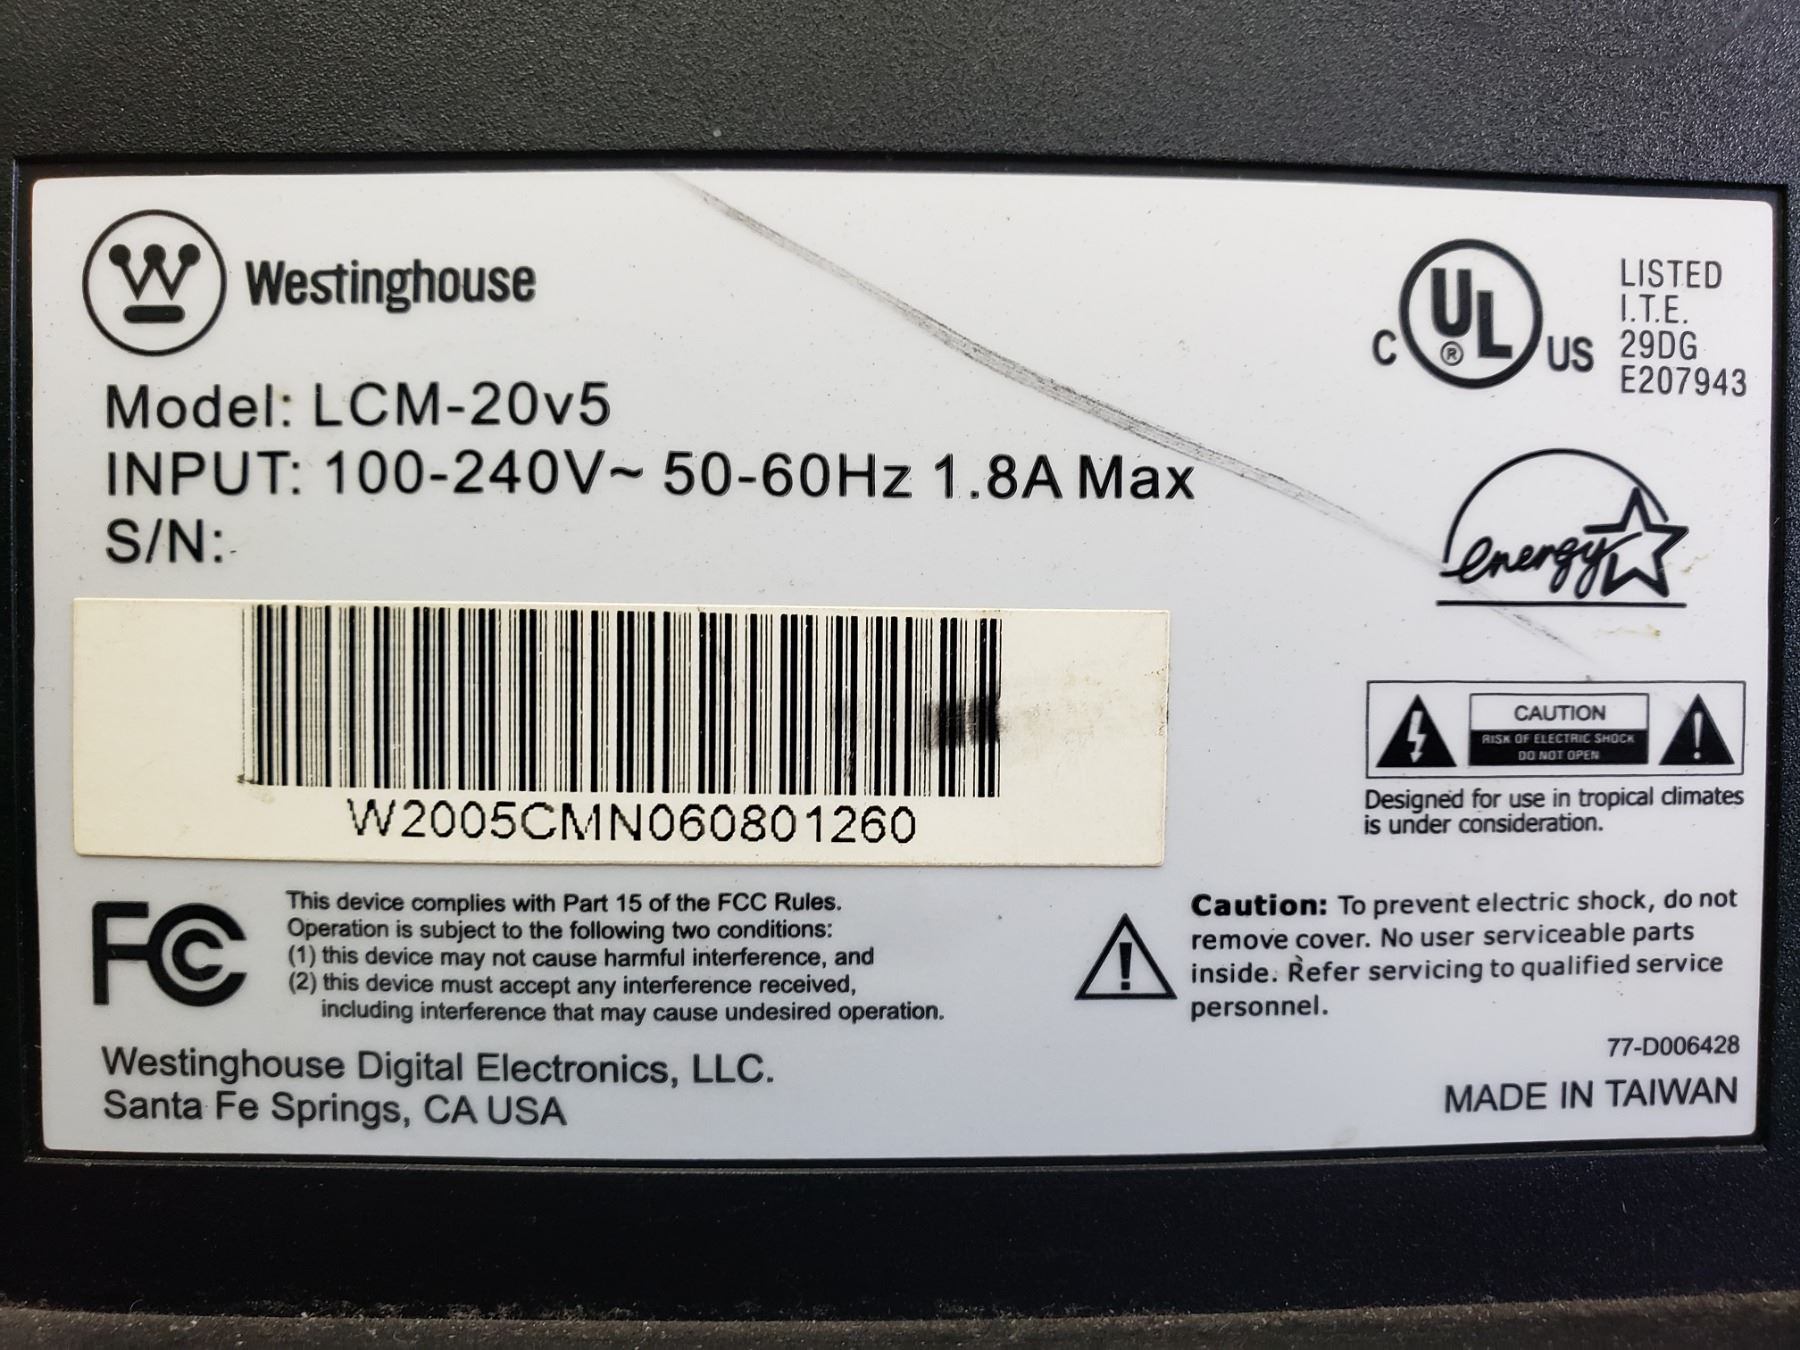 Westinghouse
Model: LCM-20v5
INPUT: 100-240V~ 50-60Hz 1.8A Max
S/N:
W2005CMN060801260
C UL ® US
LISTED
I.T.E.
29DG
E207943
energy
CAUTION
RISK OF ELECTRIC SHOCK
DO NOT OPEN
Designed for use in tropical climates
is under consideration.
FC
This device complies with Part 15 of the FCC Rules.
Operation is subject to the following two conditions:
(1) this device may not cause harmful interference, and
(2) this device must accept any interference received,
including interference that may cause undesired operation.
Caution: To prevent electric shock, do not
remove cover. No user serviceable parts
inside. Refer servicing to qualified service
personnel.
Westinghouse Digital Electronics, LLC.
Santa Fe Springs, CA USA
77-D006428
MADE IN TAIWAN